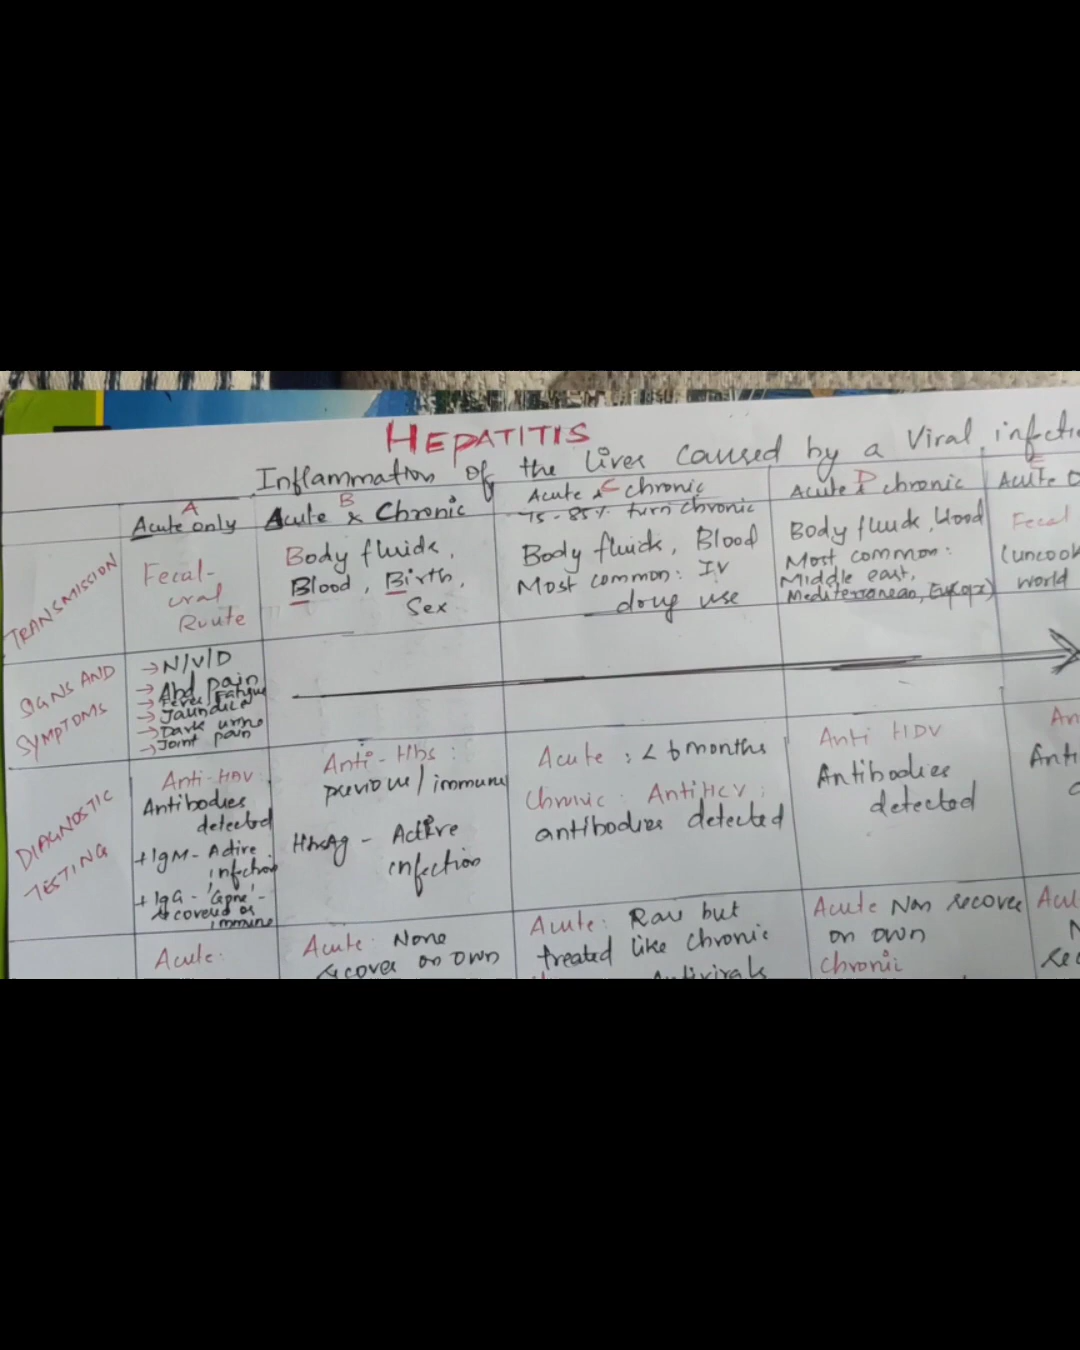 HEPATITIS
Inflammation of the liver caused by a Viral infecti
A
Acute only
B
Acute & Chronic
C
Acute & chronic
75-85% turn chronic
D
Acute & chronic
E
Acute O
TRANSMISSION
Fecal-
oral
Route
Body fluids,
Blood, Birth,
Sex
Body fluids, Blood
Most common: IV
drug use
Body fluids, blood
Most common:
Middle east,
Mediterranean, Europe)
Fecal
(uncook
world
SIGNS AND
SYMPTOMS
→N/V/D
→Abd pain
→Fever/Fatigue
→Jaundice
→Dark urine
→Joint pain
DIAGNOSTIC
TESTING
Anti-HAV:
Antibodies
detected
+IgM - Active
infection
+IgG - 'Gone' -
recovered or
immune
Anti-Hbs:
previous/immune
HbsAg - Active
infection
Acute: < 6 months
Chronic: Anti HCV:
antibodies detected
Anti HDV
Antibodies
detected
An
Anti
Acute:
Acute: None
recover on own
Acute: Rare but
treated like chronic
Antivirals
Acute Non recover
on own
Chronic
Acu
N
rec